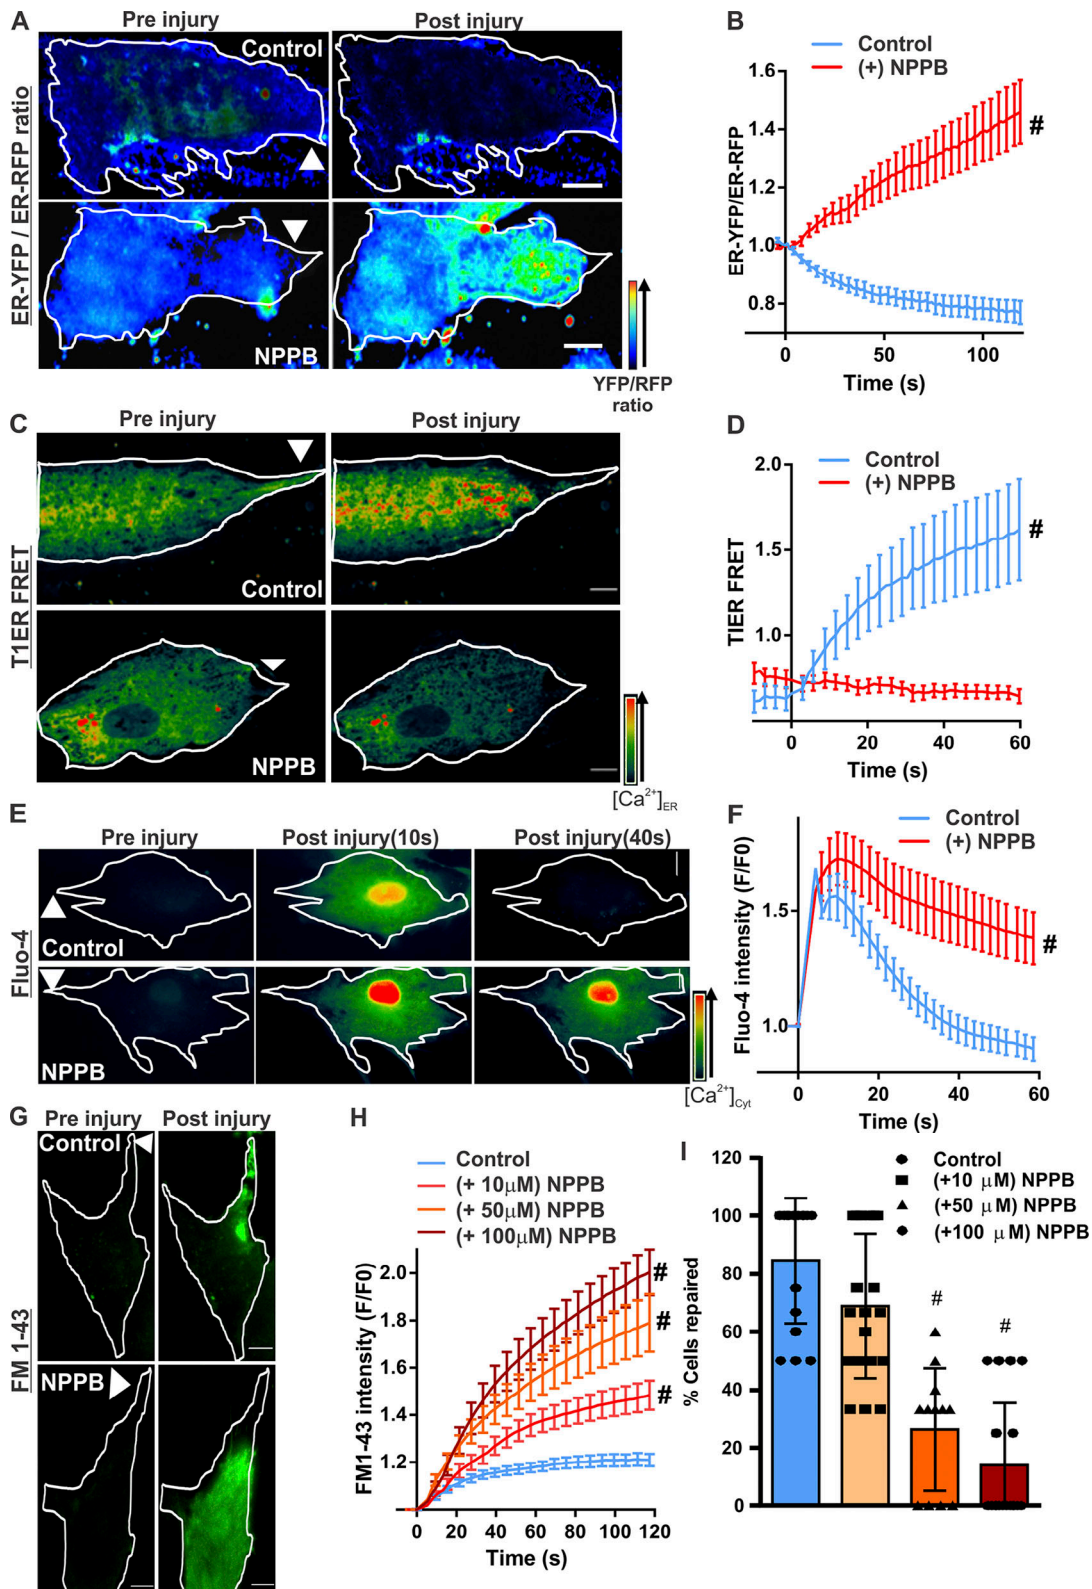 A
Pre injury
Post injury
ER-YFP / ER-RFP ratio
Control
NPPB
YFP/RFP
ratio
B
Control
(+) NPPB
ER-YFP/ER-RFP
1.6
1.4
1.2
1.0
0.8
#
0
50
100
Time (s)
C
Pre injury
Post injury
T1ER FRET
Control
NPPB
[Ca2+]ER
D
Control
(+) NPPB
TIER FRET
2.0
1.5
1.0
#
0
20
40
60
Time (s)
E
Pre injury
Post injury(10s)
Post injury(40s)
Fluo-4
Control
NPPB
[Ca2+]Cyt
F
Control
(+) NPPB
Fluo-4 intensity (F/F0)
1.5
1.0
#
0
20
40
60
Time (s)
G
Pre injury
Post injury
FM 1-43
Control
NPPB
H
Control
(+ 10μM) NPPB
(+ 50μM) NPPB
(+ 100μM) NPPB
FM1-43 intensity (F/F0)
2.0
1.8
1.6
1.4
1.2
#
#
#
0
20
40
60
80
100
120
Time (s)
I
Control
(+10 μM) NPPB
(+50 μM) NPPB
(+100 μM) NPPB
% Cells repaired
120
100
80
60
40
20
0
#
#